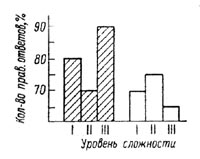 Кол-во прав. ответов, %
90
80
70
I II III I II III
Уровень сложности